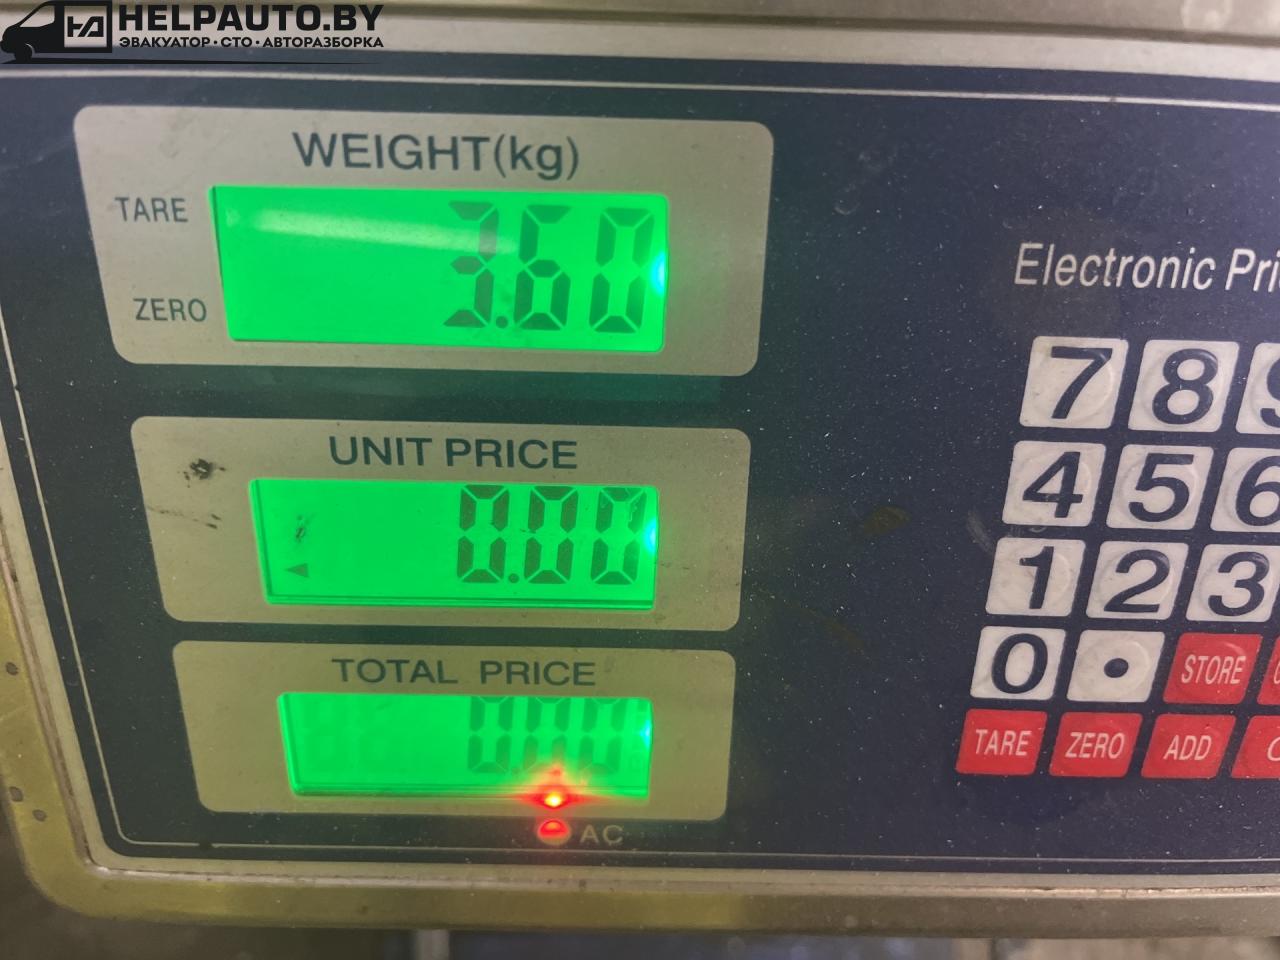 HELPAUTO.BY
ЭВАКУАТОР·СТО·АВТОРАЗБОРКА
WEIGHT(kg)
TARE
3.60
ZERO
Electronic
UNIT PRICE
0.00
TOTAL PRICE
0.00
AC
7 8 9
4 5 6
1 2 3
0 . STORE
TARE ZERO ADD